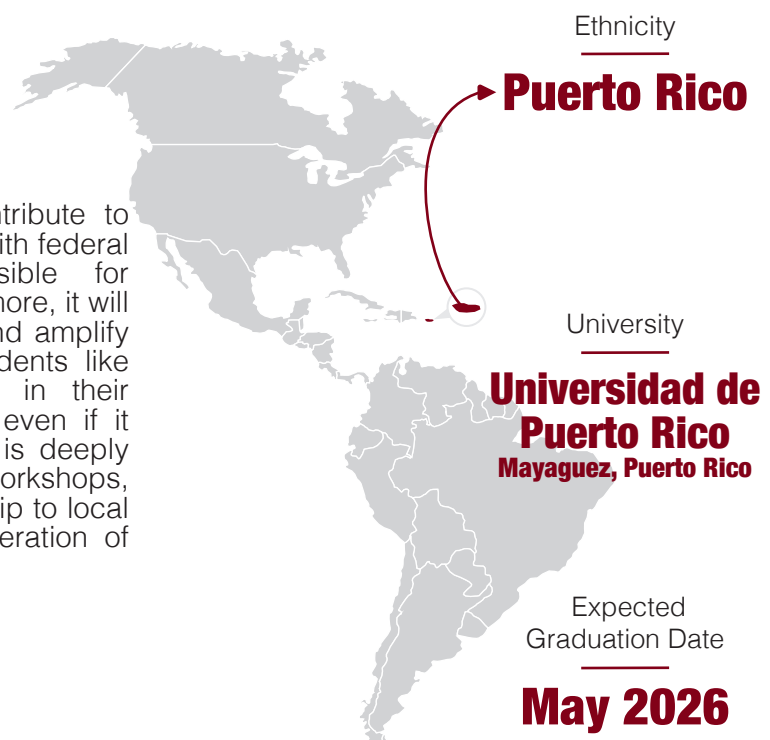 Ethnicity
Puerto Rico
ntribute to
ith federal
sible for
nore, it will
nd amplify
dents like
in their
even if it
is deeply
orkshops,
ip to local
eration of
University
Universidad de
Puerto Rico
Mayaguez, Puerto Rico
Expected
Graduation Date
May 2026